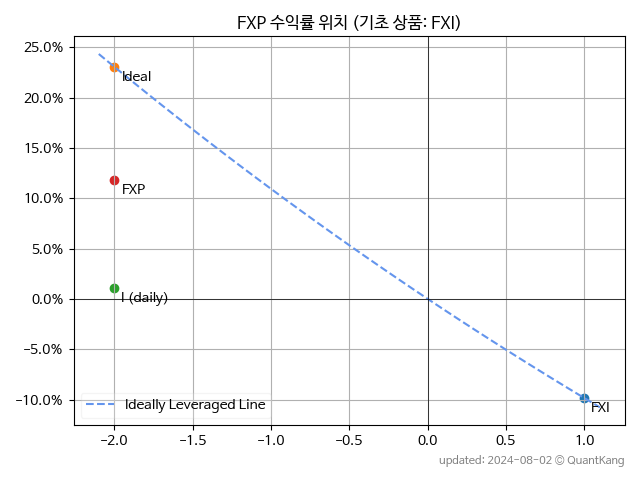 FXP 수익률 위치 (기초 상품: FXI)
25.0%
20.0%
15.0%
10.0%
5.0%
0.0%
−5.0%
−10.0%
Ideal
FXP
I (daily)
FXI
Ideally Leveraged Line
−2.0 −1.5 −1.0 −0.5 0.0 0.5 1.0
updated: 2024-08-02 © QuantKang